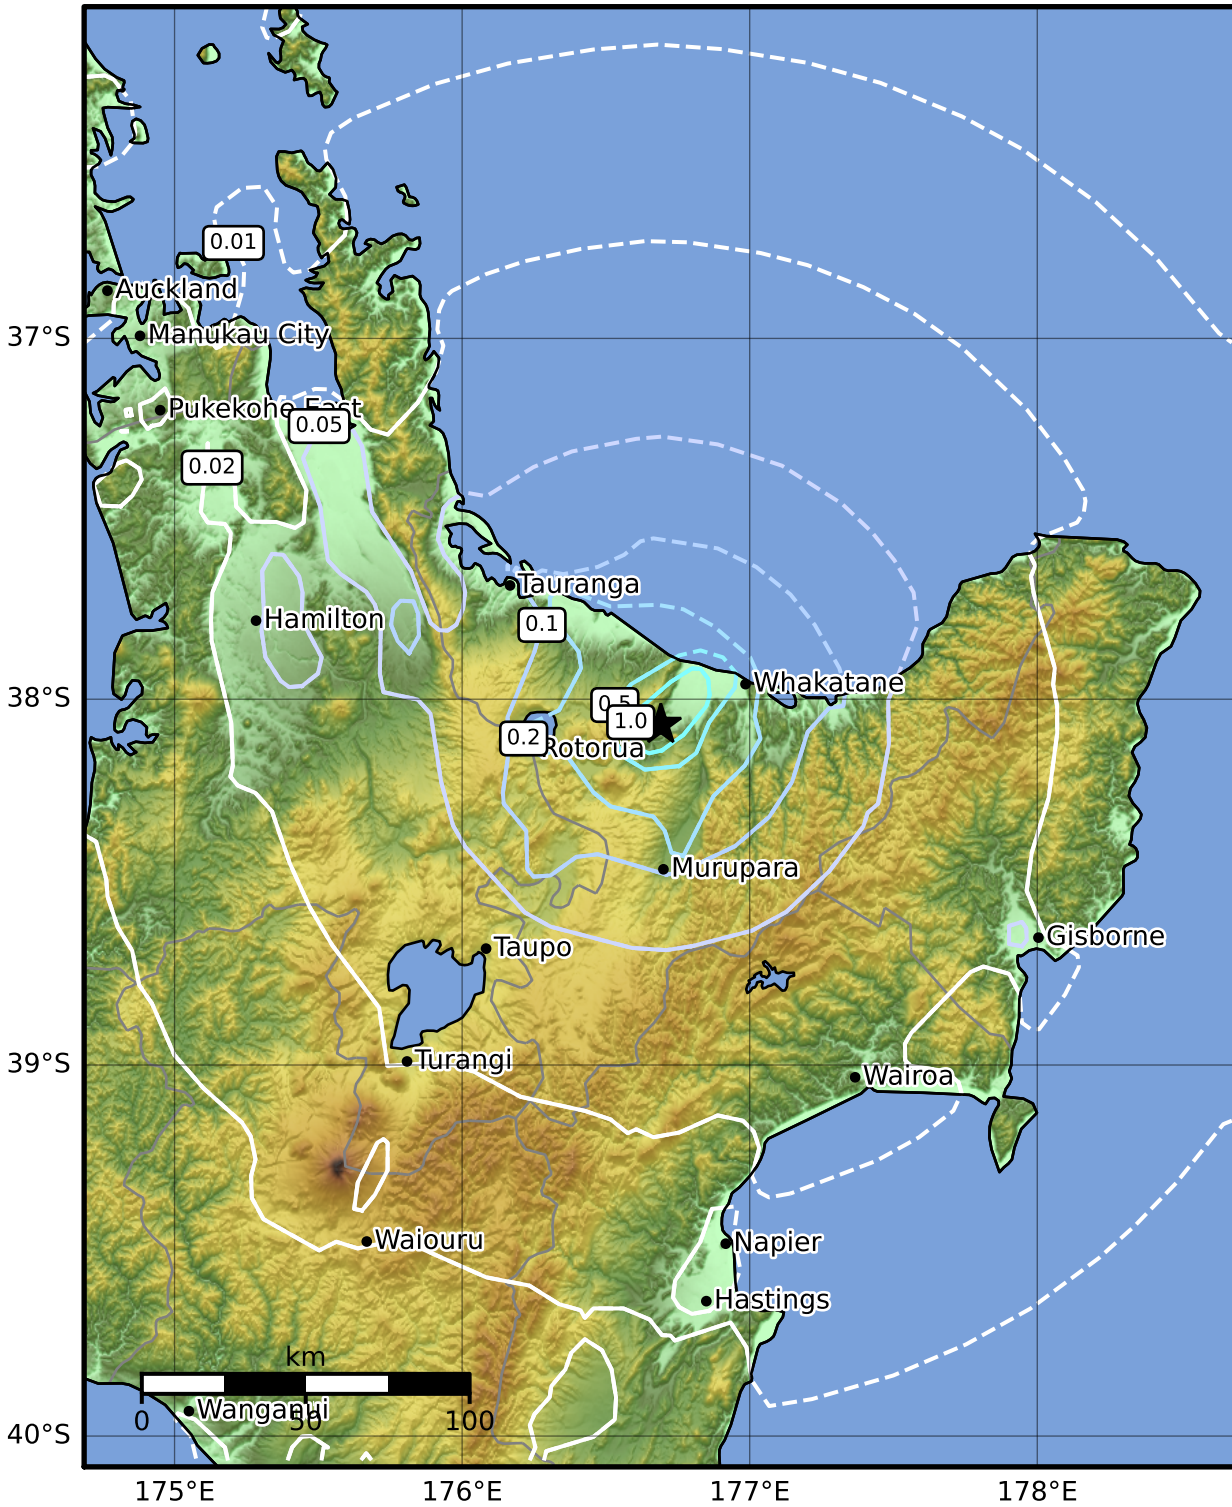 0.01
Auckland
Manukau City
37°S
Pukekohe East
0.05
0.02
Tauranga
Hamilton
0.1
Whakatane
38°S
0.5
1.0
0.2
Rotorua
Murupara
Gisborne
Taupo
Turangi
39°S
Wairoa
Waiouru
Napier
Hastings
km
Wanganui
0 50 100
40°S
175°E 176°E 177°E 178°E